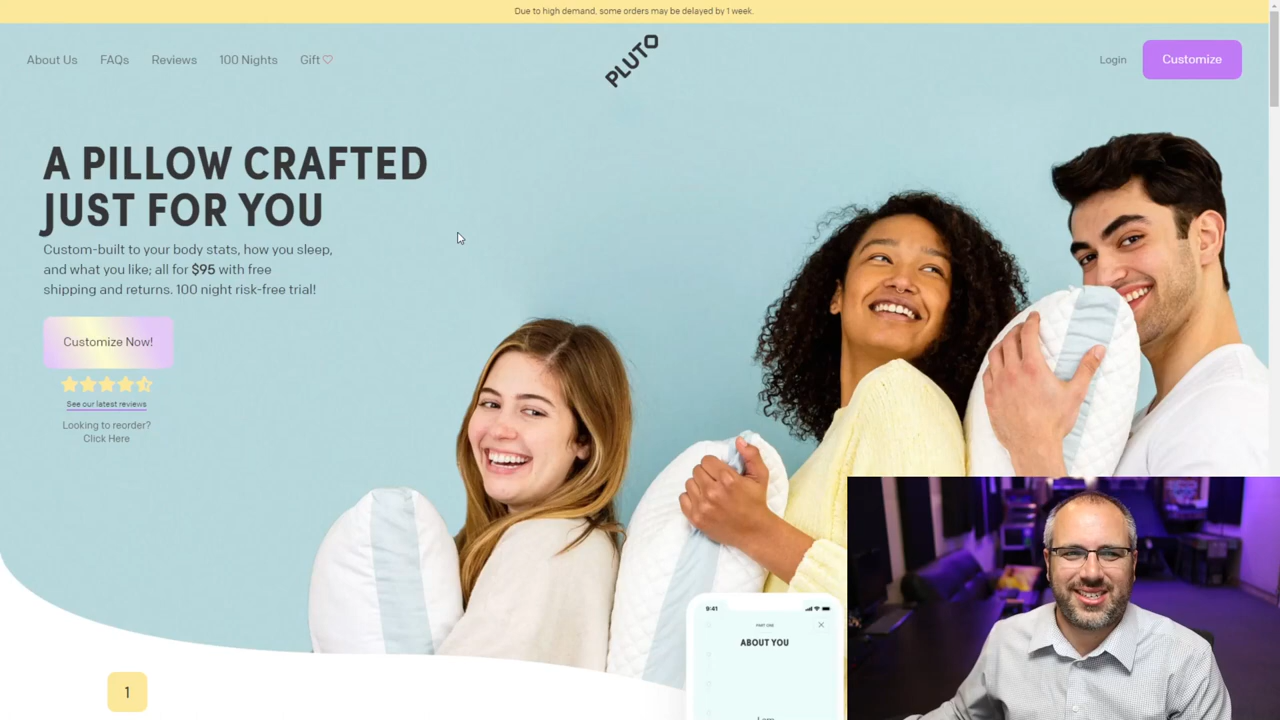 Due to high demand, some orders may be delayed by 1 week.
About Us FAQs Reviews 100 Nights Gift PLUTO Login Customize
A PILLOW CRAFTED
JUST FOR YOU
Custom-built to your body stats, how you sleep,
and what you like; all for $95 with free
shipping and returns. 100 night risk-free trial!
Customize Now!
See our latest reviews
Looking to reorder?
Click Here
9:41
PART ONE
ABOUT YOU
I am
1